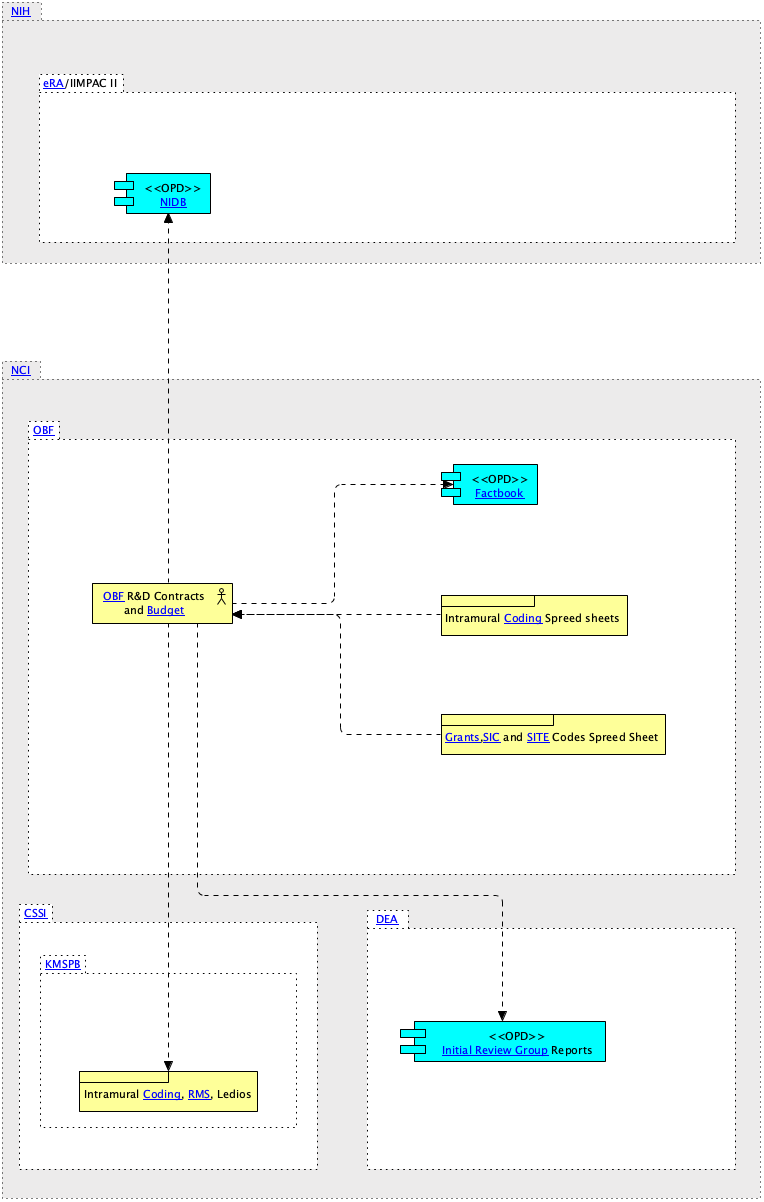 NIH
eRA/IIMPAC II
<<OPD>>
NIDB
NCI
OBF
<<OPD>>
Factbook
OBF R&D Contracts
and Budget
Intramural Coding Spreed sheets
Grants,SIC and SITE Codes Spreed Sheet
CSSI
DEA
KMSPB
<<OPD>>
Initial Review Group Reports
Intramural Coding, RMS, Ledios